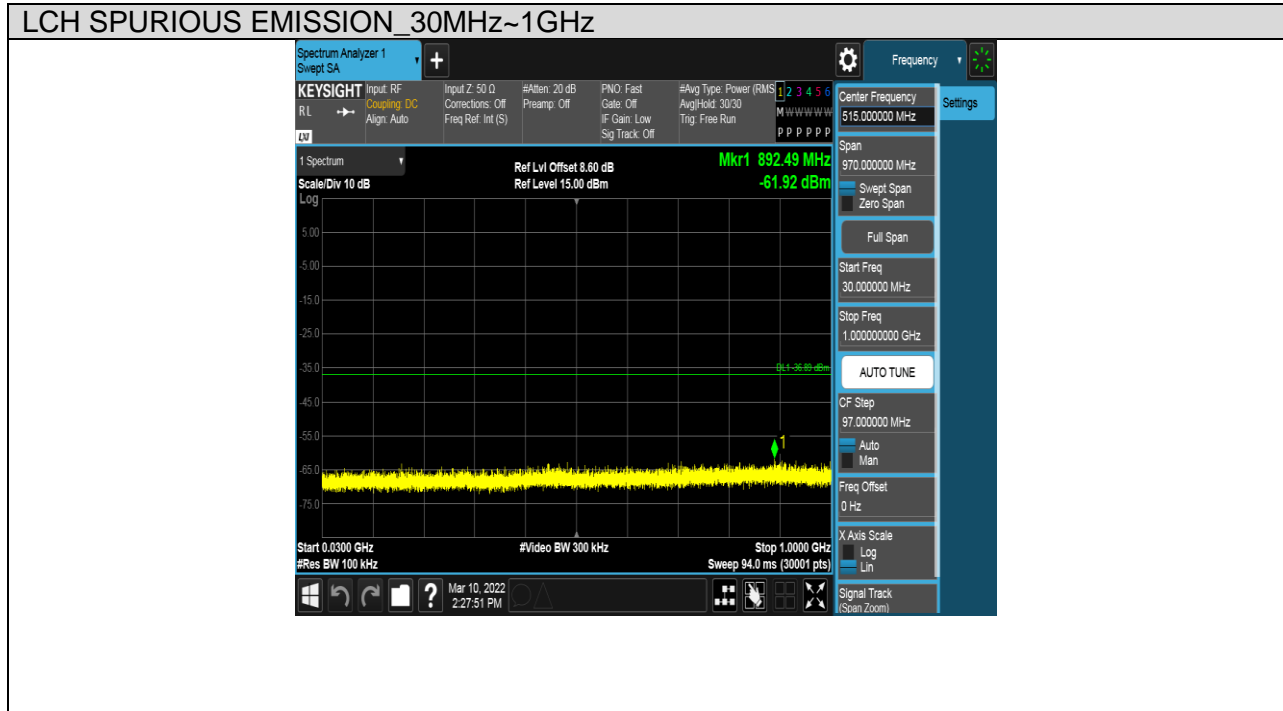 LCH SPURIOUS EMISSION_30MHz~1GHz
Spectrum Analyzer 1
Swept SA
+
Frequency
KEYSIGHT
RL
LXI
Input: RF
Coupling: DC
Align: Auto
Input Z: 50 Ω
Corrections: Off
Freq Ref: Int (S)
#Atten: 20 dB
Preamp: Off
PNO: Fast
Gate: Off
IF Gain: Low
Sig Track: Off
#Avg Type: Power (RMS
Avg|Hold: 30/30
Trig: Free Run
1 2 3 4 5 6
M W W W W W
P P P P P P
1 Spectrum
Scale/Div 10 dB
Ref Lvl Offset 8.60 dB
Ref Level 15.00 dBm
Mkr1 892.49 MHz
-61.92 dBm
Log
5.00
-5.00
-15.0
-25.0
-35.0
DL1 -36.89 dBm
-45.0
-55.0
1
-65.0
-75.0
Start 0.0300 GHz
#Res BW 100 kHz
#Video BW 300 kHz
Stop 1.0000 GHz
Sweep 94.0 ms (30001 pts)
?
Mar 10, 2022
2:27:51 PM
Center Frequency
515.000000 MHz
Settings
Span
970.000000 MHz
Swept Span
Zero Span
Full Span
Start Freq
30.000000 MHz
Stop Freq
1.000000000 GHz
AUTO TUNE
CF Step
97.000000 MHz
Auto
Man
Freq Offset
0 Hz
X Axis Scale
Log
Lin
Signal Track
(Span Zoom)